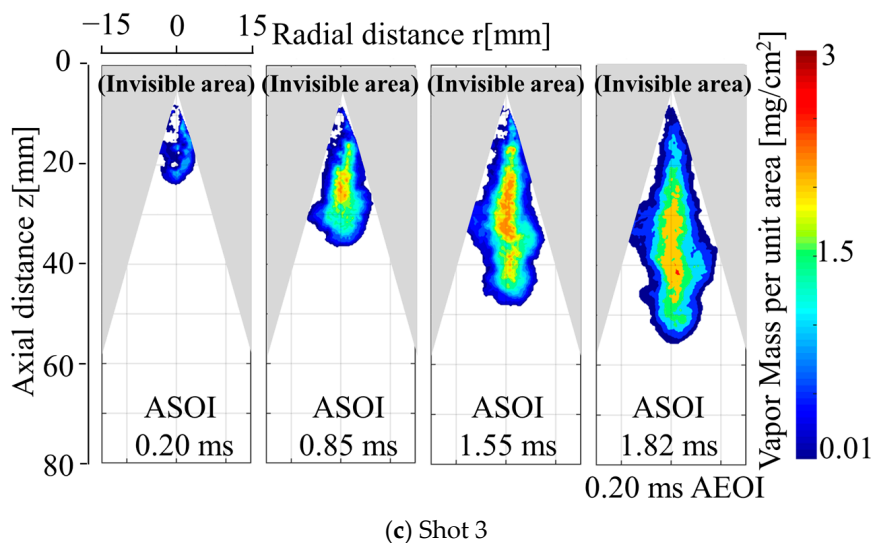 −15 0 15 Radial distance r[mm]
0
20
40
60
80
Axial distance z[mm]
(Invisible area) (Invisible area) (Invisible area) (Invisible area)
ASOI ASOI ASOI ASOI
0.20 ms 0.85 ms 1.55 ms 1.82 ms
0.20 ms AEOI
Vapor Mass per unit area [mg/cm²]
3
1.5
0.01
(c) Shot 3